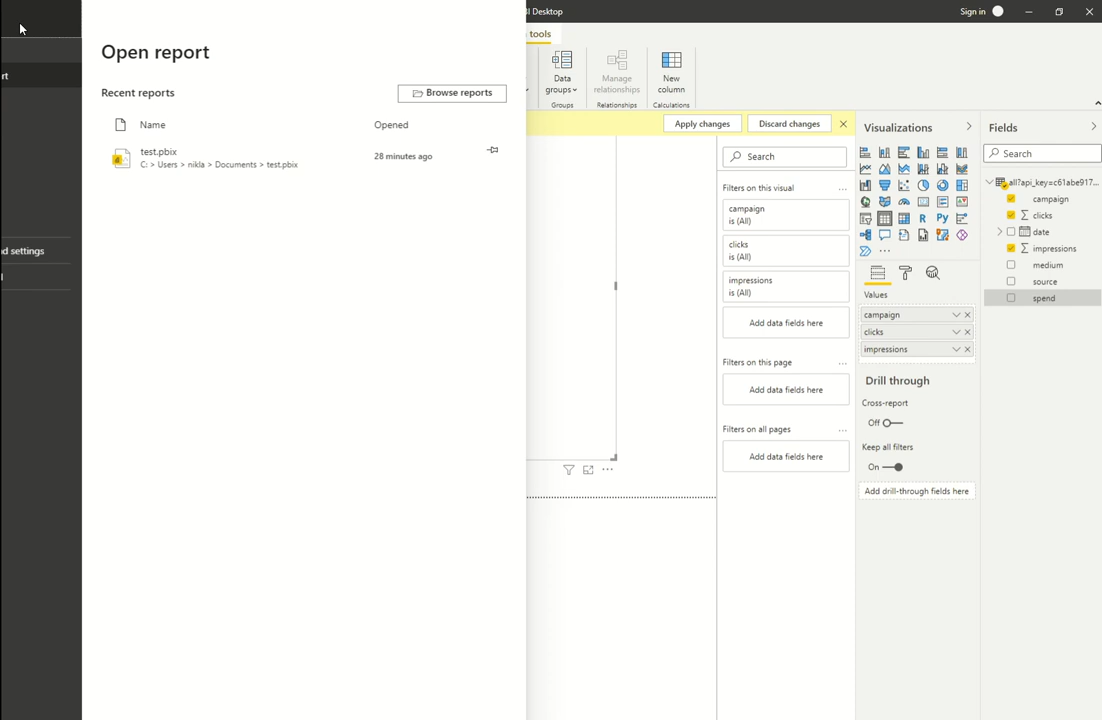 BI Desktop
Sign in
rt
nd settings
l
Open report
Recent reports
Browse reports
Name
Opened
test.pbix
C: > Users > nikla > Documents > test.pbix
28 minutes ago
tools
Data
groups
Manage
relationships
New
column
Groups
Relationships
Calculations
Apply changes
Discard changes
Search
Filters on this visual
...
campaign
is (All)
clicks
is (All)
impressions
is (All)
Add data fields here
Filters on this page
...
Add data fields here
Filters on all pages
...
Add data fields here
Visualizations
R
Py
...
Values
campaign
clicks
impressions
Drill through
Cross-report
Off
Keep all filters
On
Add drill-through fields here
Fields
Search
all?api_key=c61abe917...
campaign
Σ clicks
date
Σ impressions
medium
source
spend